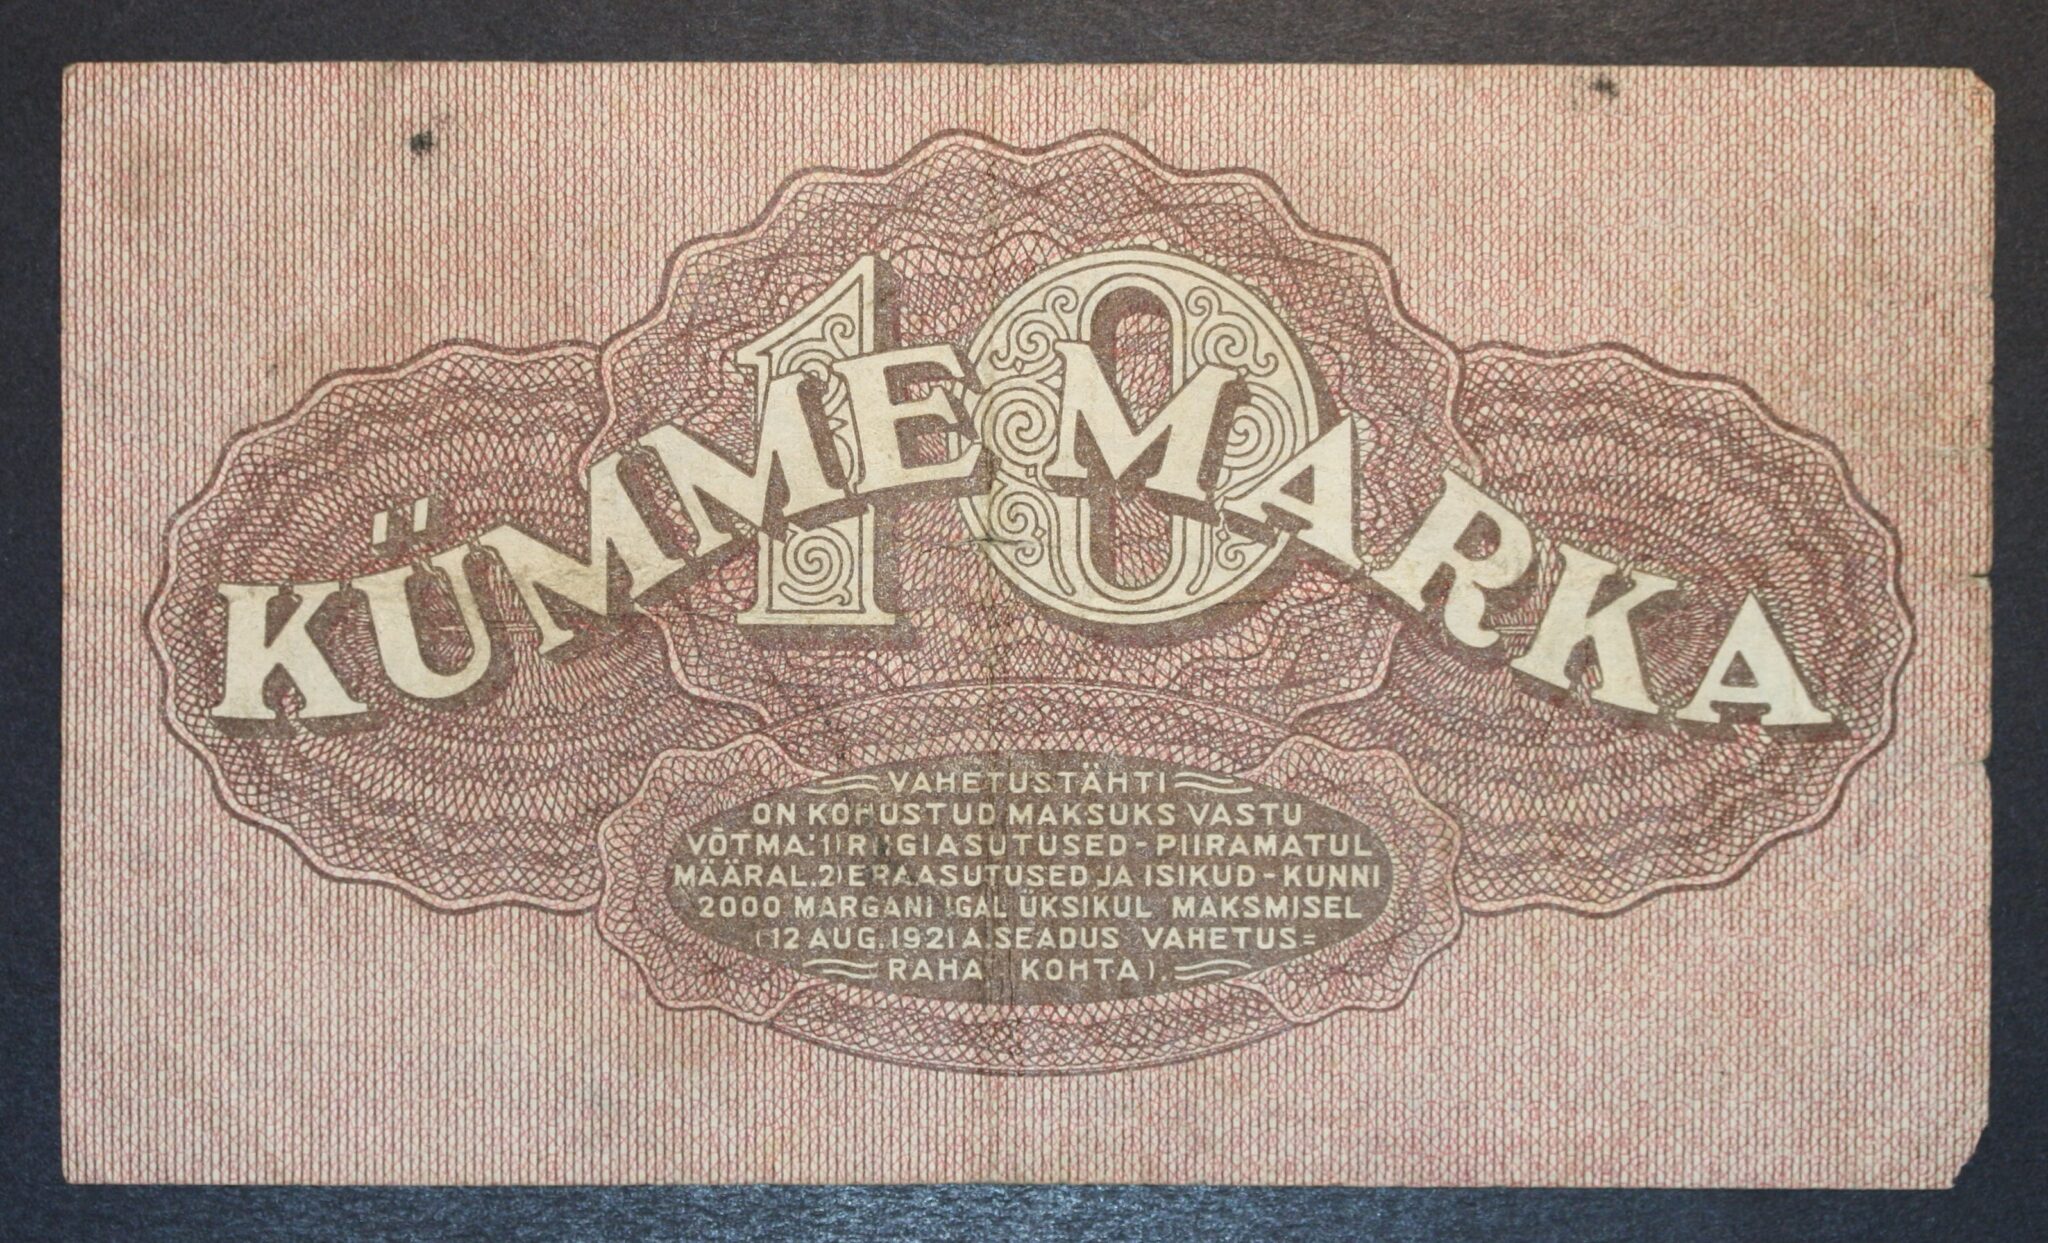 10
KÜMME MARKA
VAHETUSTÄHTI
ON KOHUSTUD MAKSUKS VASTU
VÕTMA: 1) RIIGIASUTUSED - PIIRAMATUL
MÄÄRAL. 2) ERAASUTUSED JA ISIKUD - KUNNI
2000 MARGANI IGAL ÜKSIKUL MAKSMISEL
(12 AUG. 1921 A. SEADUS VAHETUS=
RAHA KOHTA).